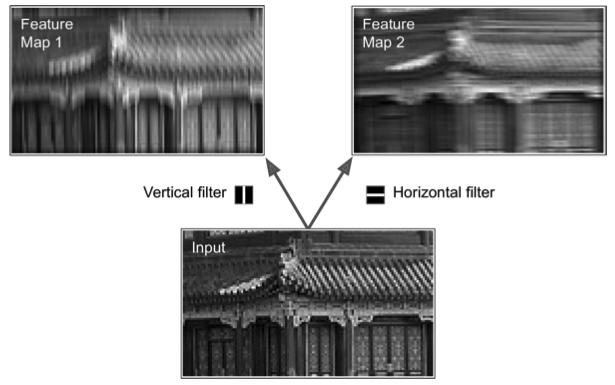 Feature
Map 1
Feature
Map 2
Vertical filter
Horizontal filter
Input